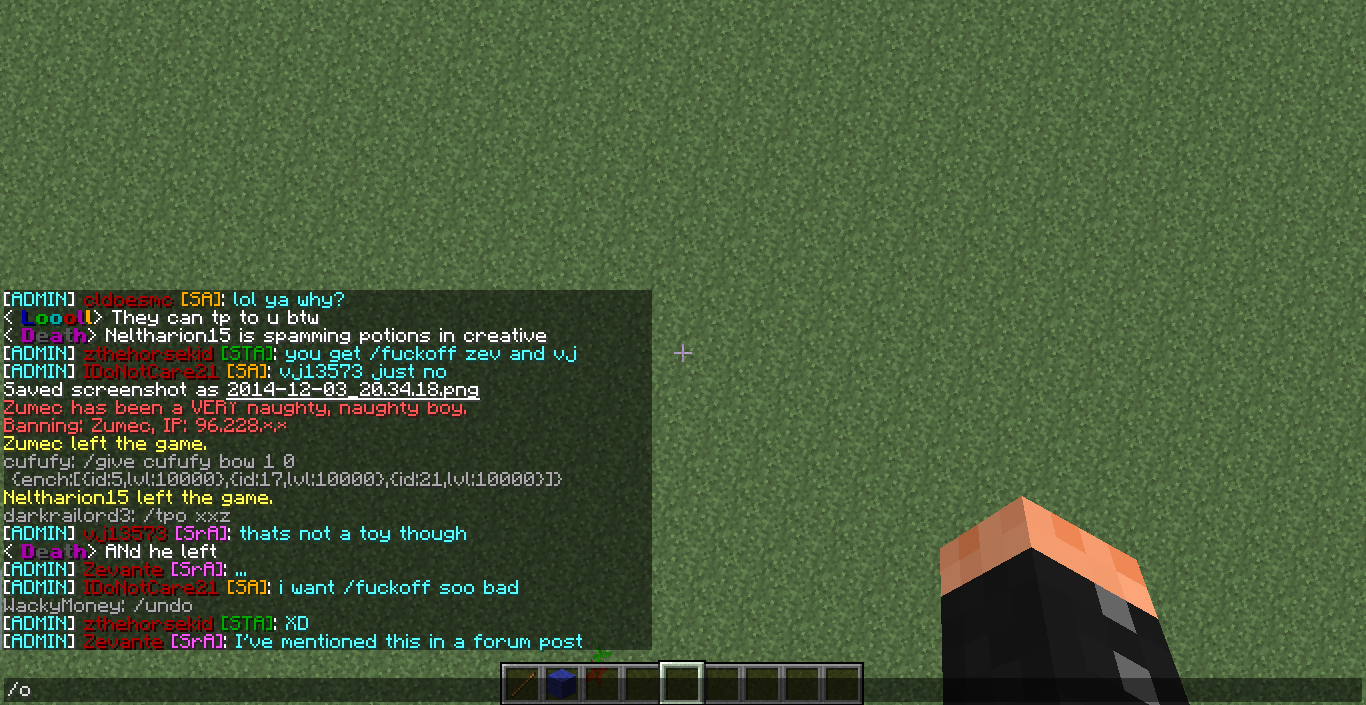 [ADMIN] cldoesmc [SA]: lol ya why?
< Loooll> They can tp to u btw
< Death> Neltharion15 is spamming potions in creative
[ADMIN] zthehorsekid [STA]: you get /fuckoff zev and vj
[ADMIN] IDoNotCare21 [SA]: vj13573 just no
Saved screenshot as 2014-12-03_20.34.18.png
Zumec has been a VERY naughty, naughty boy.
Banning: Zumec, IP: 96.228.*.*
Zumec left the game.
cufufy: /give cufufy bow 1 0
{ench:[{id:5,lvl:10000},{id:17,lvl:10000},{id:21,lvl:10000}]}
Neltharion15 left the game.
darkrailord3: /tpo xxz
[ADMIN] vj13573 [SrA]: thats not a toy though
< Death> ANd he left
[ADMIN] Zevante [SrA]: ...
[ADMIN] IDoNotCare21 [SA]: i want /fuckoff soo bad
WackyMoney: /undo
[ADMIN] zthehorsekid [STA]: XD
[ADMIN] Zevante [SrA]: I've mentioned this in a forum post
/o